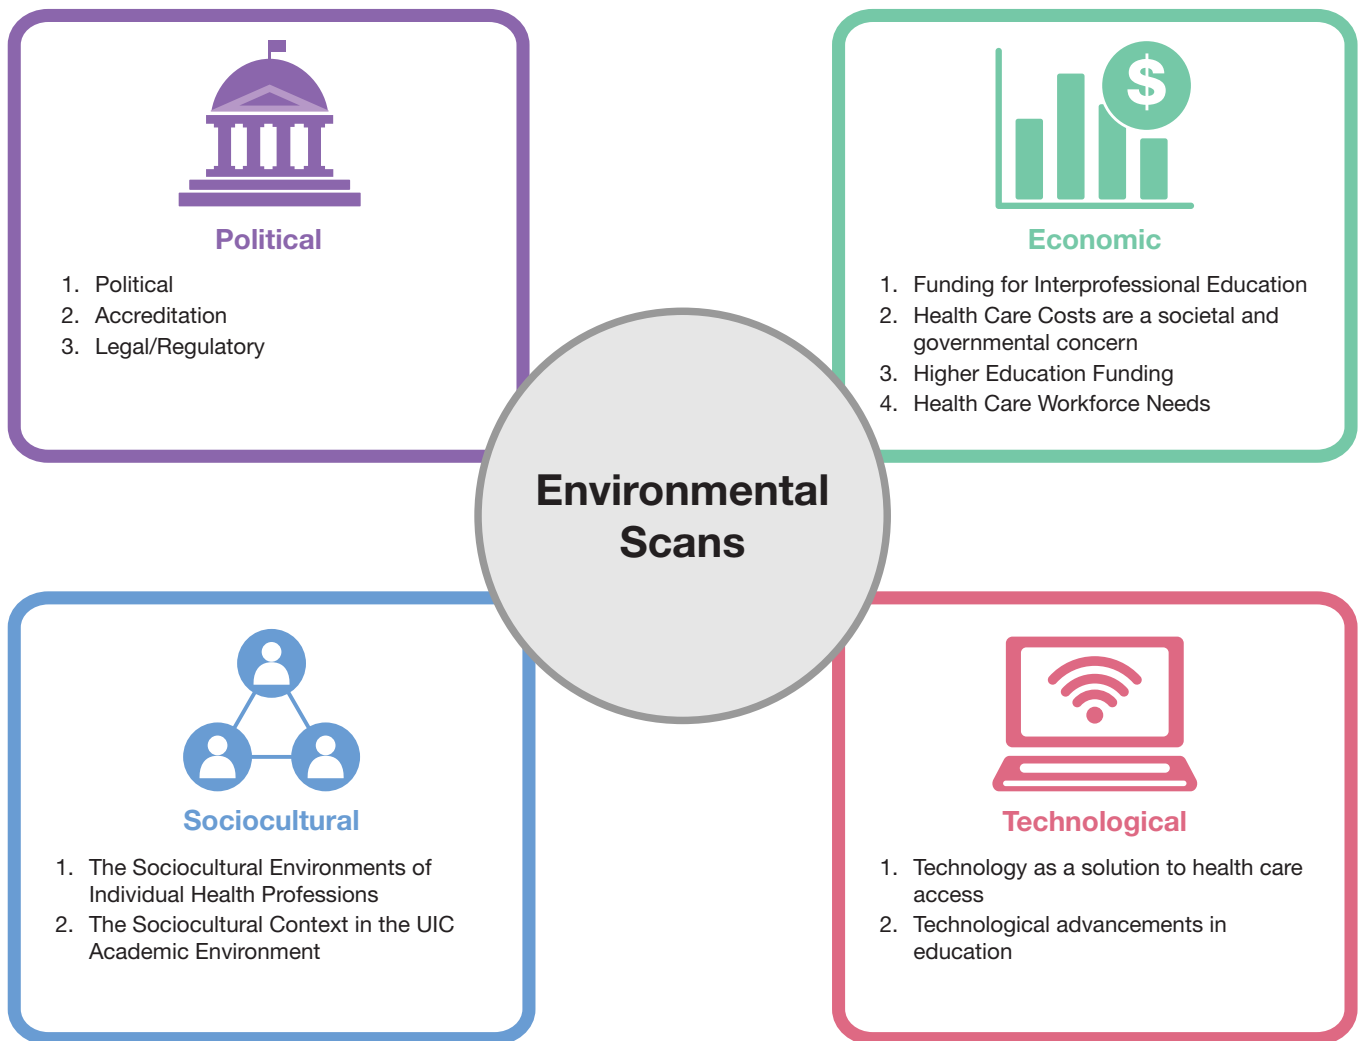 Political
1. Political
2. Accreditation
3. Legal/Regulatory
$
Economic
1. Funding for Interprofessional Education
2. Health Care Costs are a societal and
governmental concern
3. Higher Education Funding
4. Health Care Workforce Needs
Environmental
Scans
Sociocultural
1. The Sociocultural Environments of
Individual Health Professions
2. The Sociocultural Context in the UIC
Academic Environment
Technological
1. Technology as a solution to health care
access
2. Technological advancements in
education